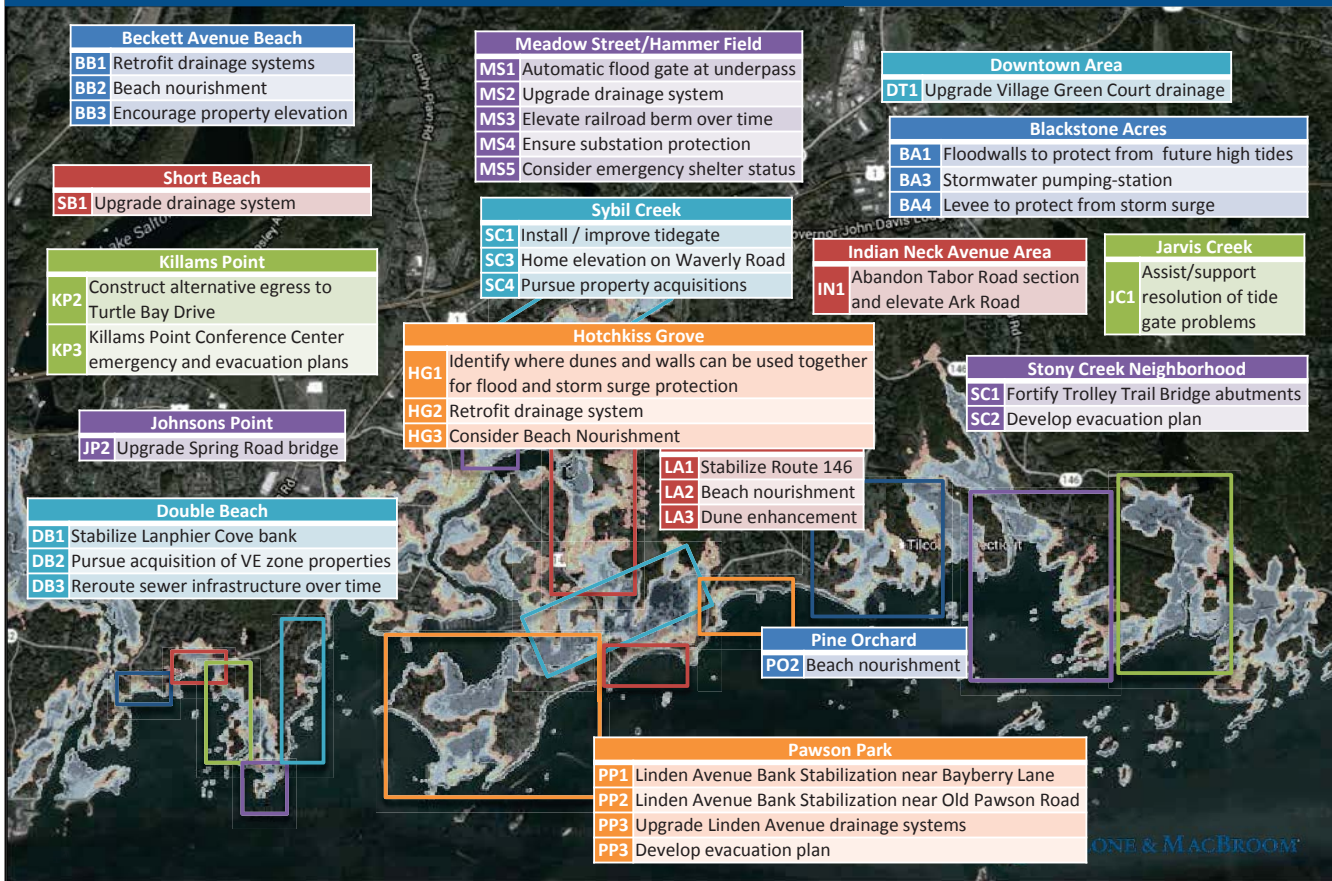 Beckett Avenue Beach
BB1 Retrofit drainage systems
BB2 Beach nourishment
BB3 Encourage property elevation
Meadow Street/Hammer Field
MS1 Automatic flood gate at underpass
MS2 Upgrade drainage system
MS3 Elevate railroad berm over time
MS4 Ensure substation protection
MS5 Consider emergency shelter status
Downtown Area
DT1 Upgrade Village Green Court drainage
Blackstone Acres
BA1 Floodwalls to protect from future high tides
BA3 Stormwater pumping-station
BA4 Levee to protect from storm surge
Short Beach
SB1 Upgrade drainage system
Sybil Creek
SC1 Install / improve tidegate
SC3 Home elevation on Waverly Road
SC4 Pursue property acquisitions
Indian Neck Avenue Area
IN1 Abandon Tabor Road section
and elevate Ark Road
Jarvis Creek
JC1 Assist/support
resolution of tide
gate problems
Killams Point
KP2 Construct alternative egress to
Turtle Bay Drive
KP3 Killams Point Conference Center
emergency and evacuation plans
Hotchkiss Grove
HG1 Identify where dunes and walls can be used together
for flood and storm surge protection
HG2 Retrofit drainage system
HG3 Consider Beach Nourishment
Stony Creek Neighborhood
SC1 Fortify Trolley Trail Bridge abutments
SC2 Develop evacuation plan
Johnsons Point
JP2 Upgrade Spring Road bridge
LA1 Stabilize Route 146
LA2 Beach nourishment
LA3 Dune enhancement
Double Beach
DB1 Stabilize Lanphier Cove bank
DB2 Pursue acquisition of VE zone properties
DB3 Reroute sewer infrastructure over time
Pine Orchard
PO2 Beach nourishment
Pawson Park
PP1 Linden Avenue Bank Stabilization near Bayberry Lane
PP2 Linden Avenue Bank Stabilization near Old Pawson Road
PP3 Upgrade Linden Avenue drainage systems
PP3 Develop evacuation plan
Brushy Plain Rd
Lake Salton
overnor John Davis Lo
1
1
146
146
ONE & MACBROOM